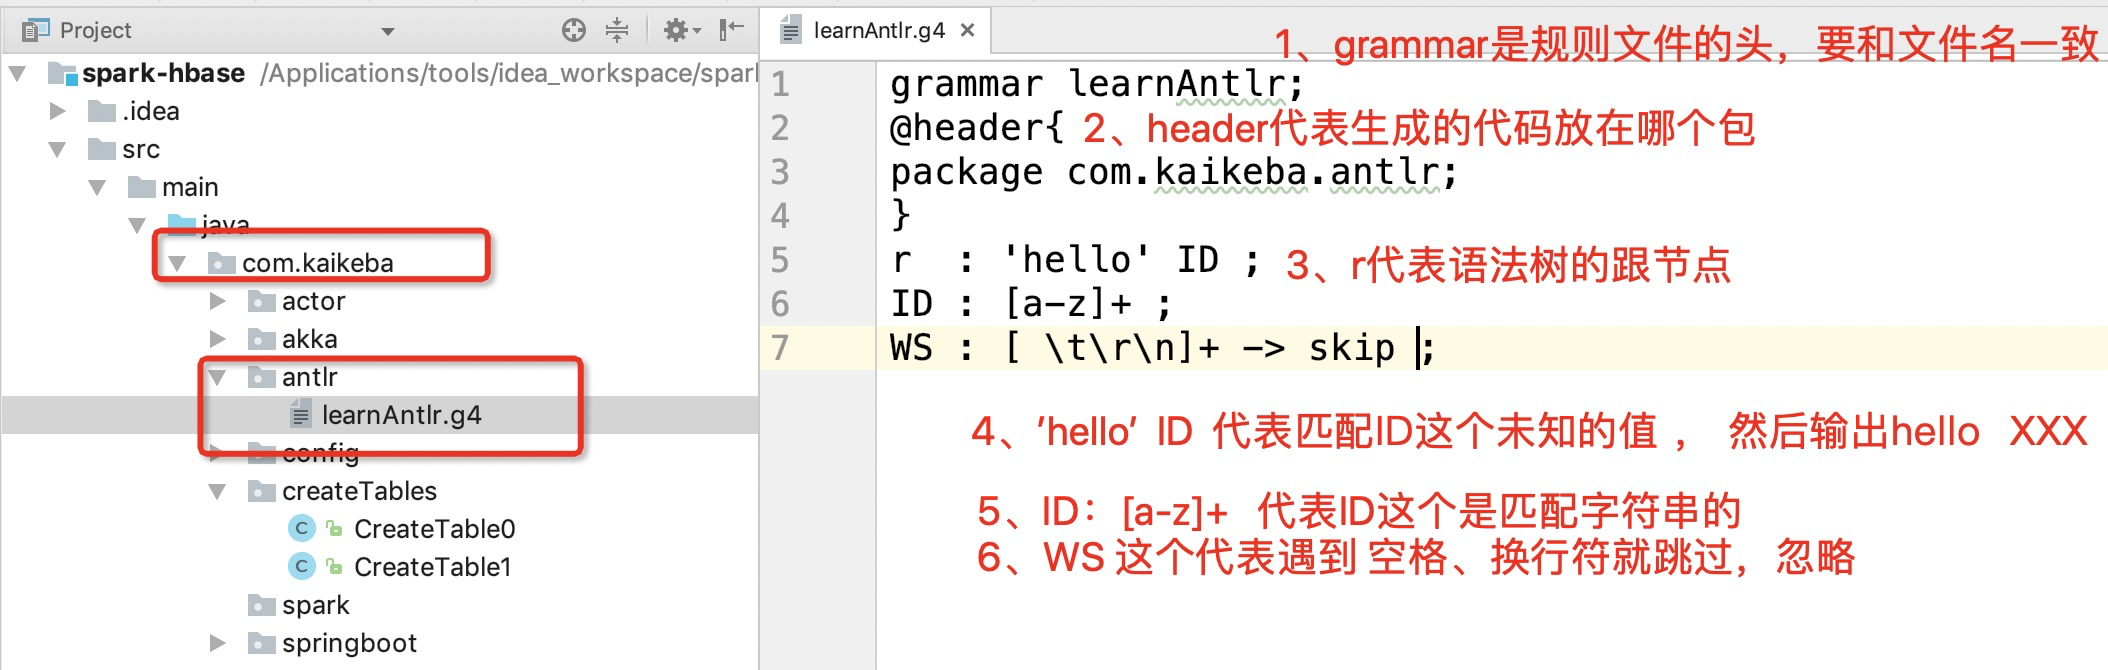 Project
spark-hbase /Applications/tools/idea_workspace/spar
.idea
src
main
java
com.kaikeba
actor
akka
antlr
learnAntlr.g4
config
createTables
CreateTable0
CreateTable1
spark
springboot
learnAntlr.g4
1、grammar是规则文件的头，要和文件名一致
1 grammar learnAntlr;
2 @header{ 2、header代表生成的代码放在哪个包
3 package com.kaikeba.antlr;
4 }
5 r : 'hello' ID ; 3、r代表语法树的跟节点
6 ID : [a-z]+ ;
7 WS : [ \t\r\n]+ -> skip ;
4、'hello' ID 代表匹配ID这个未知的值 ， 然后输出hello XXX
5、ID：[a-z]+ 代表ID这个是匹配字符串的
6、WS 这个代表遇到 空格、换行符就跳过，忽略